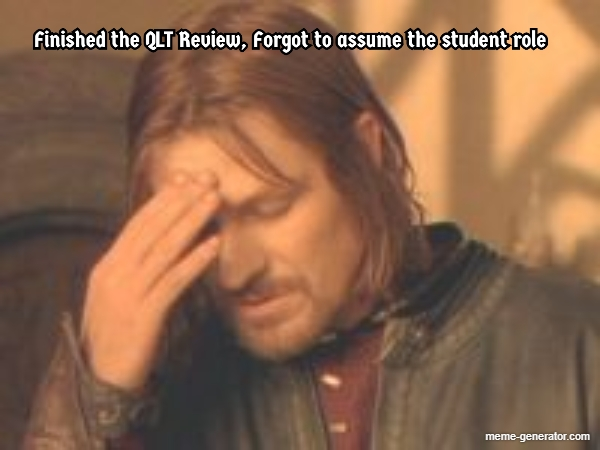 Finished the QLT Review, Forgot to assume the student role
meme-generator.com